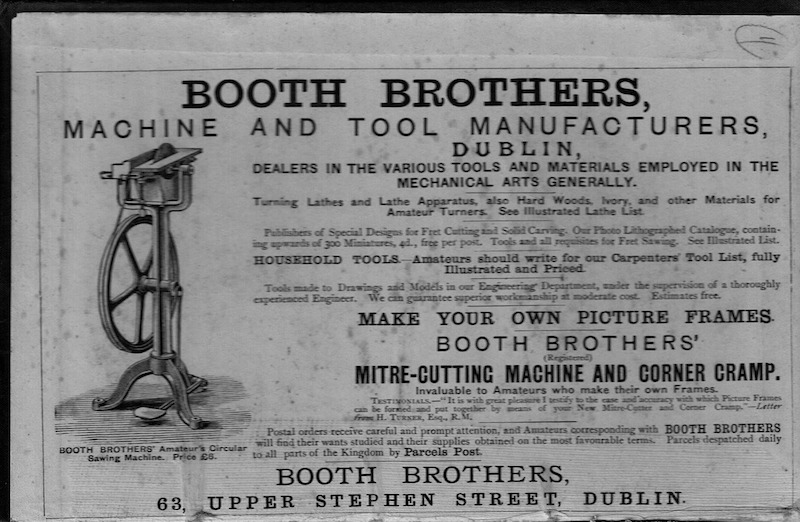 BOOTH BROTHERS,
MACHINE AND TOOL MANUFACTURERS,
DUBLIN,
DEALERS IN THE VARIOUS TOOLS AND MATERIALS EMPLOYED IN THE
MECHANICAL ARTS GENERALLY.
Turning Lathes and Lathe Apparatus, also Hard Woods, Ivory, and other Materials for
Amateur Turners. See Illustrated Lathe List.
Publishers of Special Designs for Fret Cutting and Solid Carving. Our Photo Lithographed Catalogue, contain-
ing upwards of 300 Miniatures, 4d., free per post. Tools and all requisites for Fret Sawing. See Illustrated List.
HOUSEHOLD TOOLS.—Amateurs should write for our Carpenters' Tool List, fully
Illustrated and Priced.
Tools made to Drawings and Models in our Engineering Department, under the supervision of a thoroughly
experienced Engineer. We can guarantee superior workmanship at moderate cost. Estimates free.
MAKE YOUR OWN PICTURE FRAMES.
BOOTH BROTHERS'
(Registered)
MITRE-CUTTING MACHINE AND CORNER CRAMP.
Invaluable to Amateurs who make their own Frames.
TESTIMONIALS.—"It is with great pleasure I testify to the ease and accuracy with which Picture Frames
can be formed and put together by means of your New Mitre-Cutter and Corner Cramp."—Letter
from H. TURNER, Esq., R.M.
Postal orders receive careful and prompt attention, and Amateurs corresponding with BOOTH BROTHERS
will find their wants studied and their supplies obtained on the most favourable terms. Parcels despatched daily
to all parts of the Kingdom by Parcels Post.
BOOTH BROTHERS' Amateur's Circular
Sawing Machine. Price £8.
BOOTH BROTHERS,
63, UPPER STEPHEN STREET, DUBLIN.